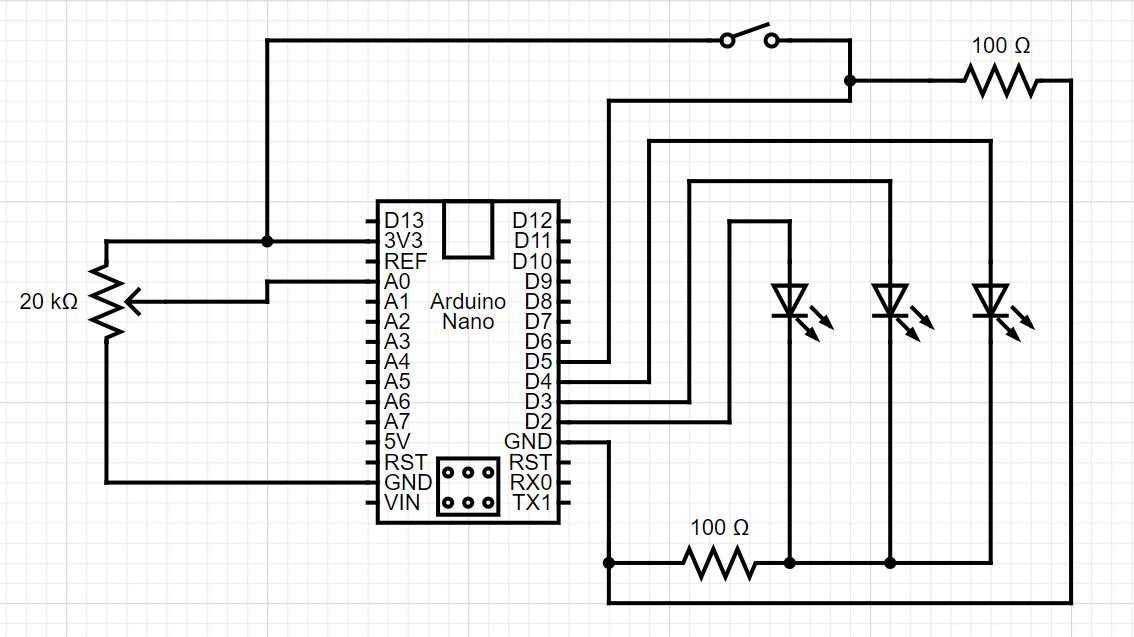 100 Ω
20 kΩ
D13
3V3
REF
A0
A1
A2
A3
A4
A5
A6
A7
5V
RST
GND
VIN
Arduino
Nano
D12
D11
D10
D9
D8
D7
D6
D5
D4
D3
D2
GND
RST
RX0
TX1
100 Ω